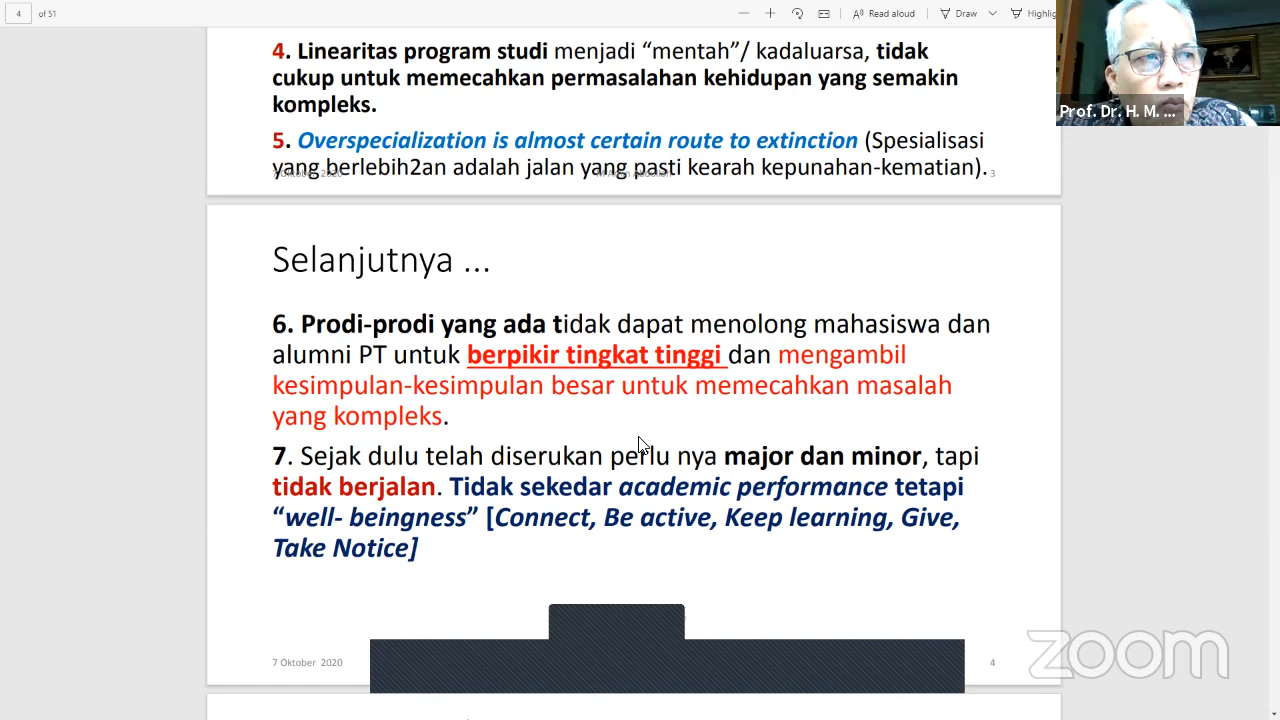 4 of 51 Read aloud Draw
4. Linearitas program studi menjadi “mentah”/ kadaluarsa, tidak
cukup untuk memecahkan permasalahan kehidupan yang semakin
kompleks.
5. Overspecialization is almost certain route to extinction (Spesialisasi
yang berlebih2an adalah jalan yang pasti kearah kepunahan-kematian).
3
Prof. Dr. H. M. ...
Selanjutnya ...
6. Prodi-prodi yang ada tidak dapat menolong mahasiswa dan
alumni PT untuk berpikir tingkat tinggi dan mengambil
kesimpulan-kesimpulan besar untuk memecahkan masalah
yang kompleks.
7. Sejak dulu telah diserukan perlu nya major dan minor, tapi
tidak berjalan. Tidak sekedar academic performance tetapi
“well- beingness” [Connect, Be active, Keep learning, Give,
Take Notice]
7 Oktober 2020 4
zoom